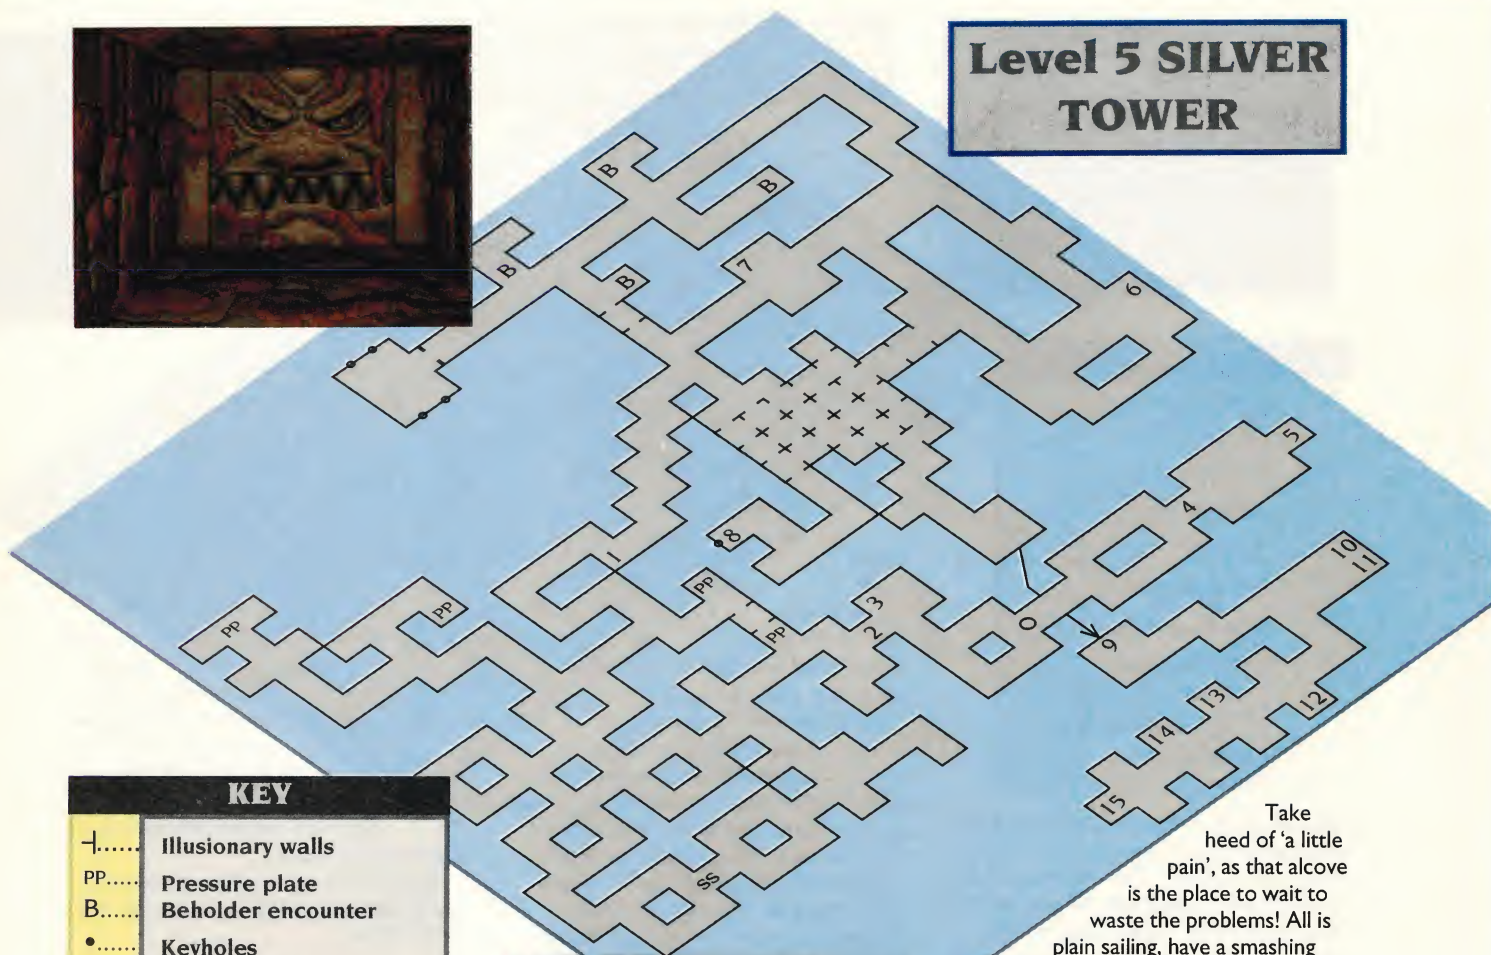 Level 5 SILVER
TOWER
B
B
B
B
7
6
5
4
8
1
PP
PP
PP
PP
3
2
0
9
10
11
12
13
14
15
SS
KEY
⊣...... Illusionary walls
PP..... Pressure plate
B...... Beholder encounter
•...... Keyholes
Take
heed of 'a little
pain', as that alcove
is the place to wait to
waste the problems! All is
plain sailing, have a smashing